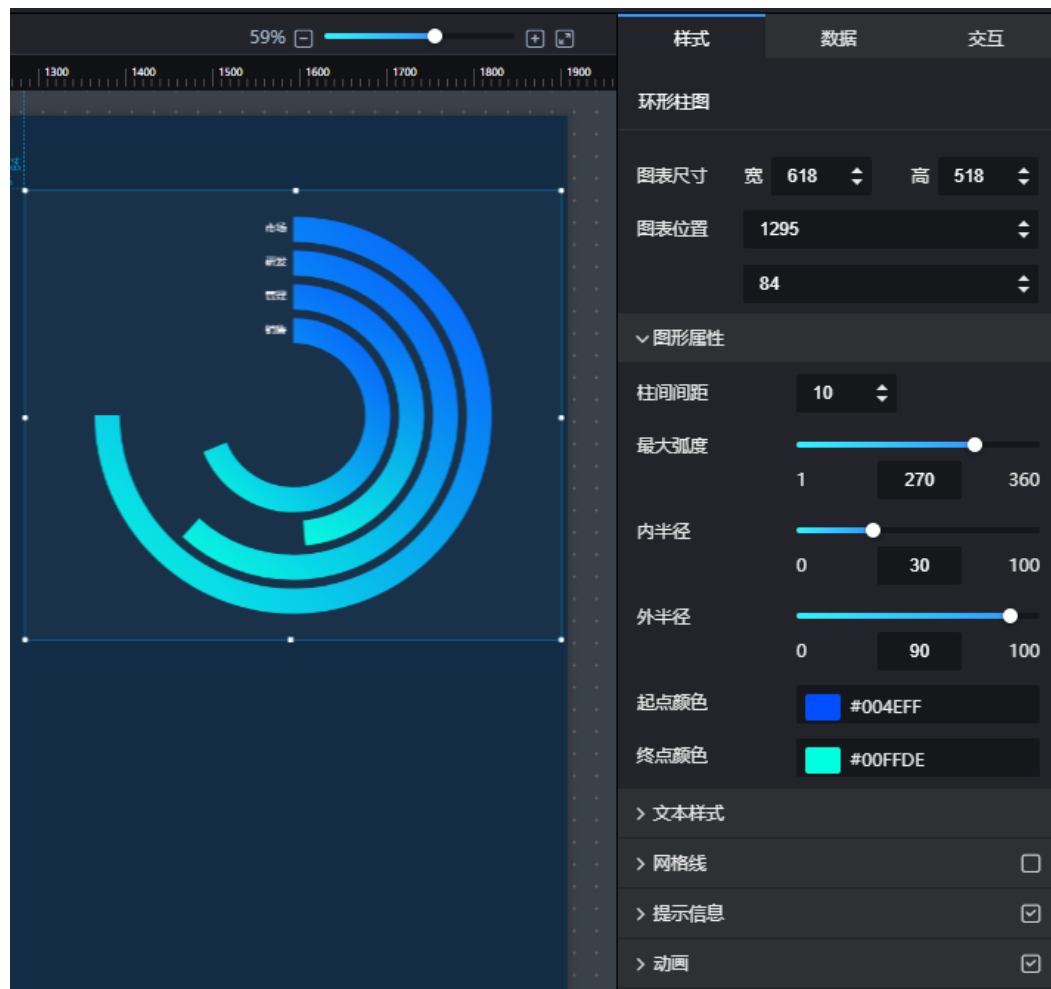 59%
样式 数据 交互
1300 1400 1500 1600 1700 1800 1900
环形柱图
图表尺寸 宽 618 高 518
图表位置 1295
84
市场
研发
管理
销售
图形属性
柱间间距 10
最大弧度
1 270 360
内半径
0 30 100
外半径
0 90 100
起点颜色 #004EFF
终点颜色 #00FFDE
文本样式
网格线
提示信息
动画